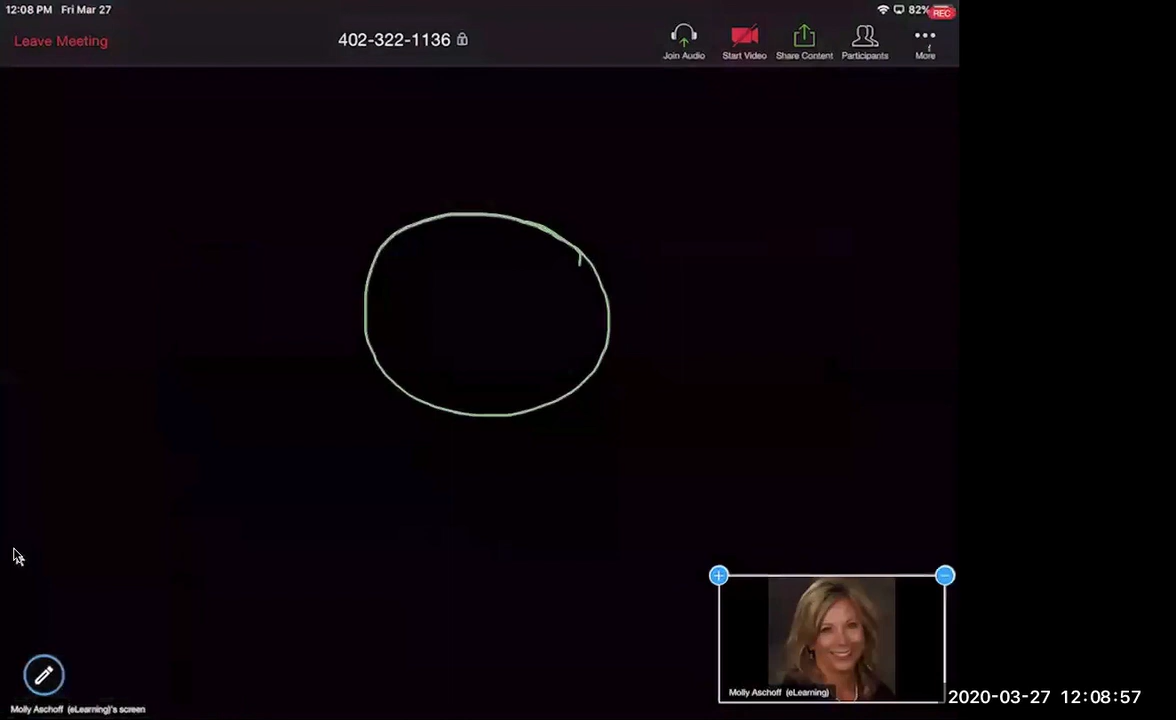 12:08 PM Fri Mar 27
82%
REC
Leave Meeting
402-322-1136
Join Audio
Start Video
Share Content
Participants
More
Molly Aschoff (eLearning)
Molly Aschoff (eLearning)'s screen
2020-03-27 12:08:57